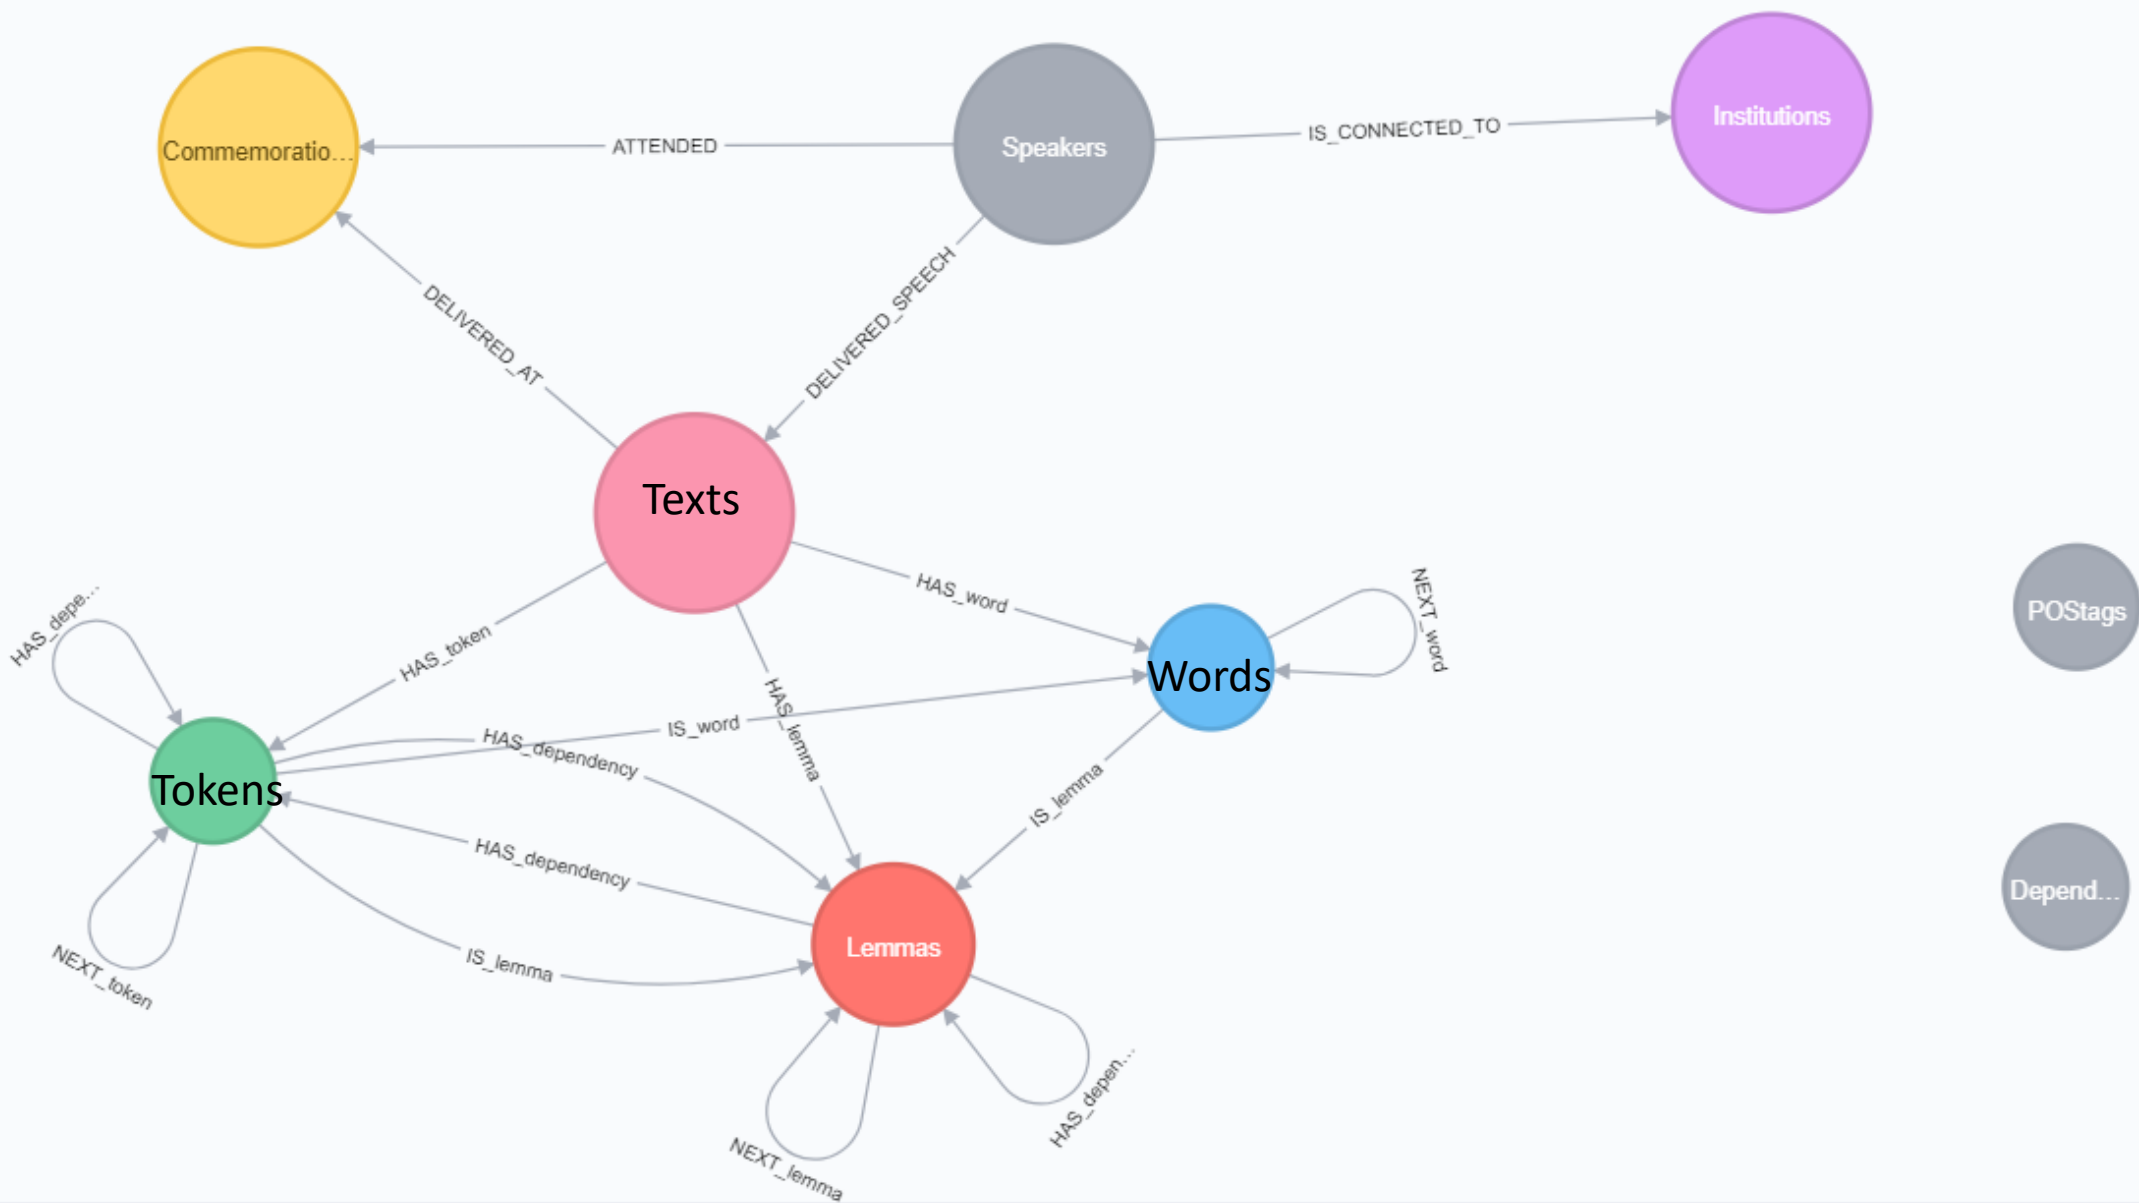 Commemoratio...
ATTENDED
Speakers
IS_CONNECTED_TO
Institutions
DELIVERED_AT
DELIVERED_SPEECH
Texts
HAS_word
NEXT_word
POStags
HAS_depe...
HAS_token
HAS_lemma
Words
IS_word
HAS_dependency
Tokens
IS_lemma
HAS_dependency
Depend...
Lemmas
IS_lemma
NEXT_token
HAS_depen...
NEXT_lemma